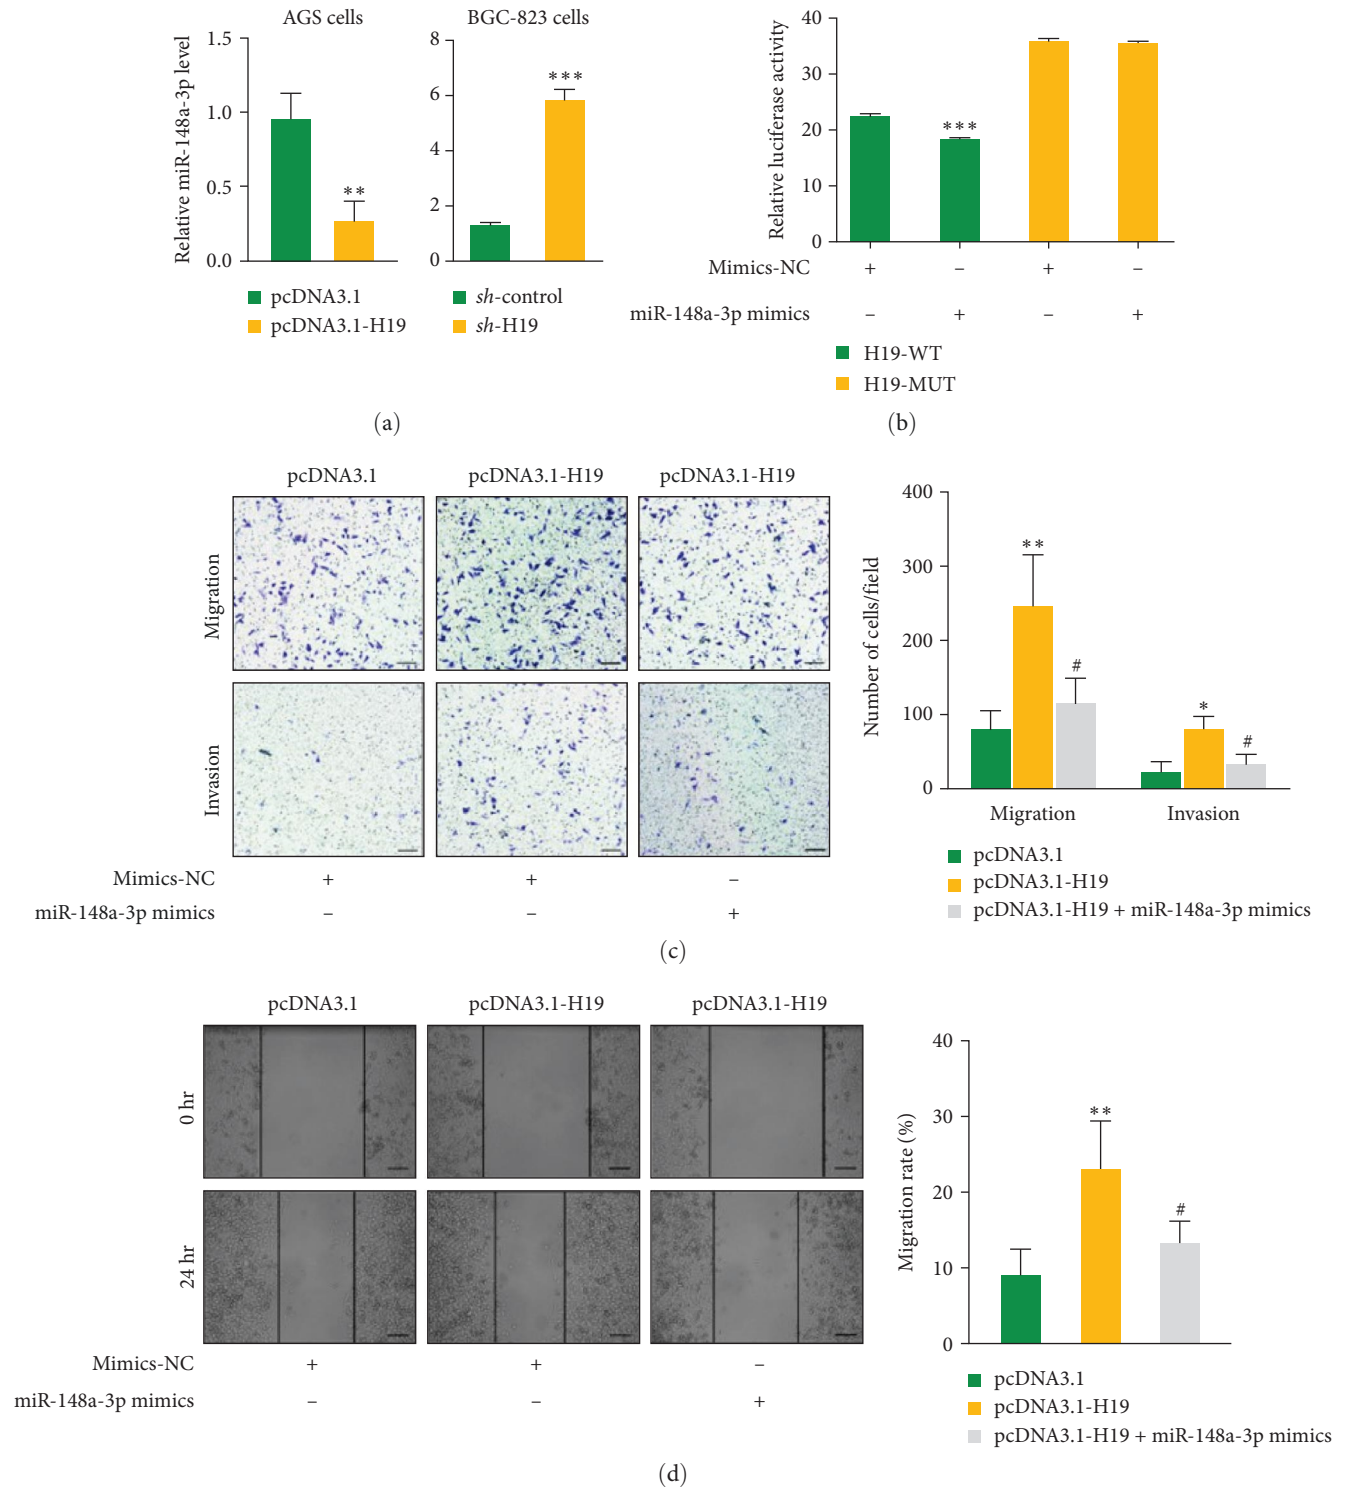 AGS cells
BGC-823 cells
Relative miR-148a-3p level
1.5
1.0
0.5
0.0
**
8
6
4
2
0
***
pcDNA3.1
pcDNA3.1-H19
sh-control
sh-H19
(a)
Relative luciferase activity
40
30
20
10
0
***
Mimics-NC + – + –
miR-148a-3p mimics – + – +
H19-WT
H19-MUT
(b)
pcDNA3.1 pcDNA3.1-H19 pcDNA3.1-H19
Migration
Invasion
Mimics-NC + + –
miR-148a-3p mimics – – +
Number of cells/field
400
300
200
100
0
**
#
*
#
Migration Invasion
pcDNA3.1
pcDNA3.1-H19
pcDNA3.1-H19 + miR-148a-3p mimics
(c)
pcDNA3.1 pcDNA3.1-H19 pcDNA3.1-H19
0 hr
24 hr
Mimics-NC + + –
miR-148a-3p mimics – – +
Migration rate (%)
40
30
20
10
0
**
#
pcDNA3.1
pcDNA3.1-H19
pcDNA3.1-H19 + miR-148a-3p mimics
(d)